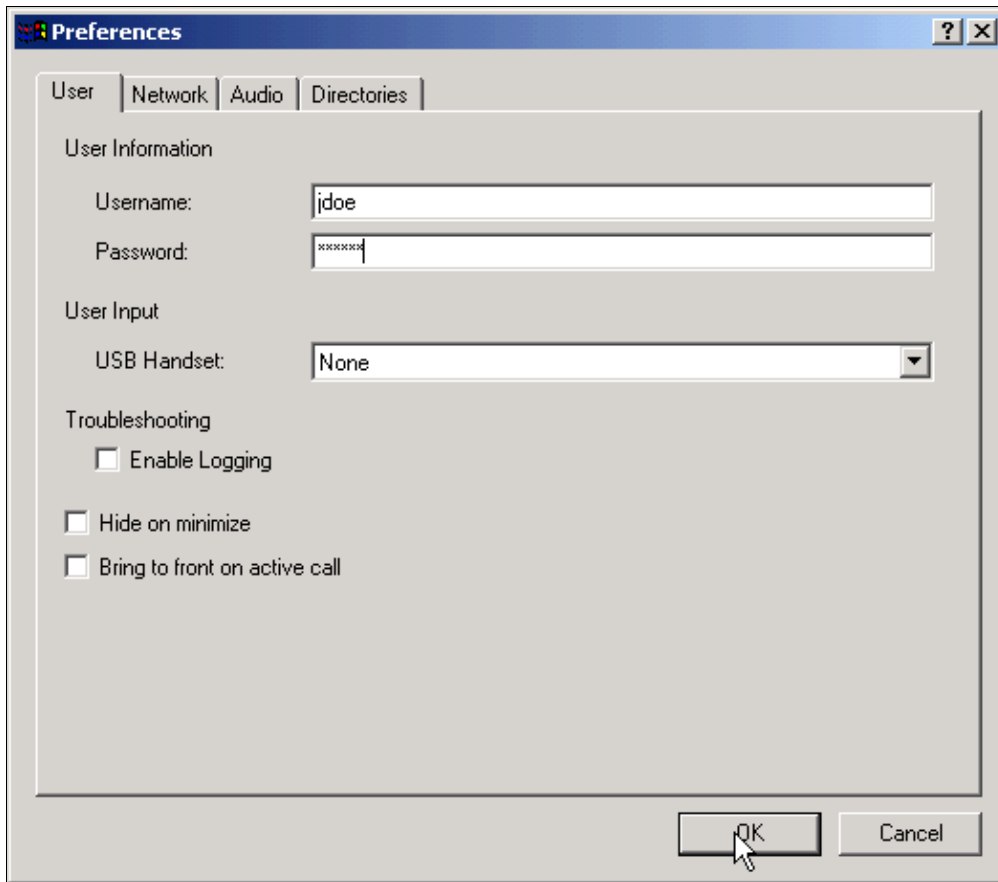 Preferences
User Network Audio Directories
User Information
Username: jdoe
Password: ******
User Input
USB Handset: None
Troubleshooting
Enable Logging
Hide on minimize
Bring to front on active call
OK Cancel